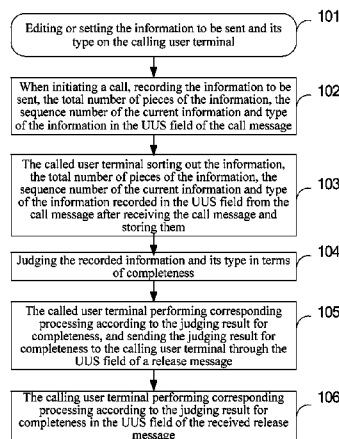 Editing or setting the information to be sent and its
type on the calling user terminal
101
When initiating a call, recording the information to be
sent, the total number of pieces of the information, the
sequence number of the current information and type
of the information in the UUS field of the call message
102
The called user terminal sorting out the information,
the total number of pieces of the information, the
sequence number of the current information and type
of the information recorded in the UUS field from the
call message after receiving the call message and
storing them
103
Judging the recorded information and its type in
terms of completeness
104
The called user terminal performing corresponding
processing according to the judging result for
completeness, and sending the judging result for
completeness to the calling user terminal through the
UUS field of a release message
105
The calling user terminal performing corresponding
processing according to the judging result for
completeness in the UUS field of the received release
message
106